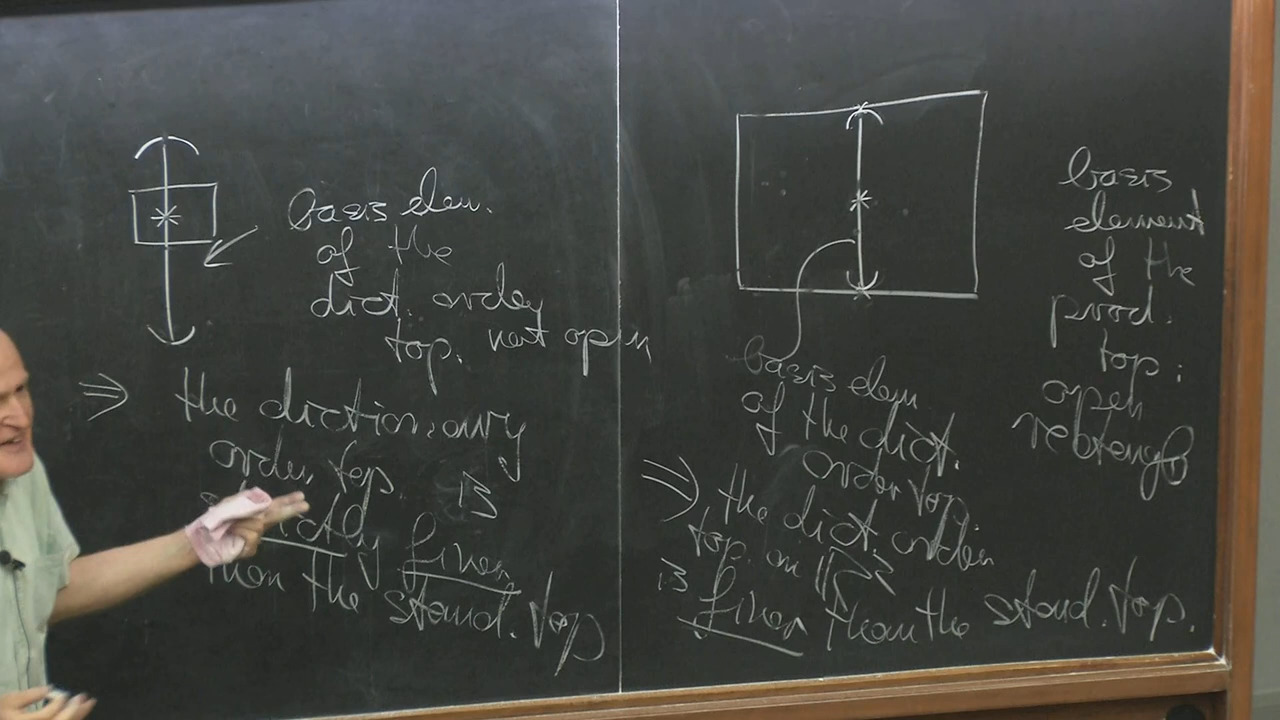 basis elem.
of the
dict. order
top. not open
⇒ the dictionary
order top. is
strictly finer
than the stand. top
basis
element
of the
prod.
top.:
open
basis elem
of the dict.
order top.
⇒ the dict. order
top. on ℝ²
is finer than the stand. top.